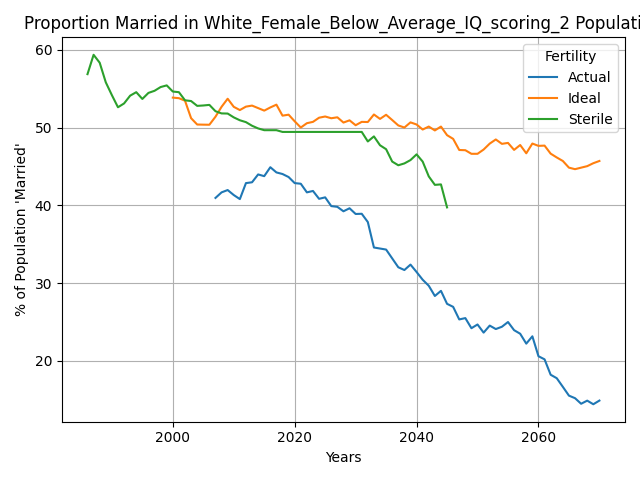 Proportion Married in White_Female_Below_Average_IQ_scoring_2 Populati
60
50
40
30
20
% of Population 'Married'
2000
2020
2040
2060
Years
Fertility
Actual
Ideal
Sterile